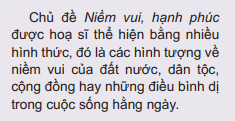 Chủ đề Niềm vui, hạnh phúc
được hoạ sĩ thể hiện bằng nhiều
hình thức, đó là các hình tượng về
niềm vui của đất nước, dân tộc,
cộng đồng hay những điều bình dị
trong cuộc sống hằng ngày.